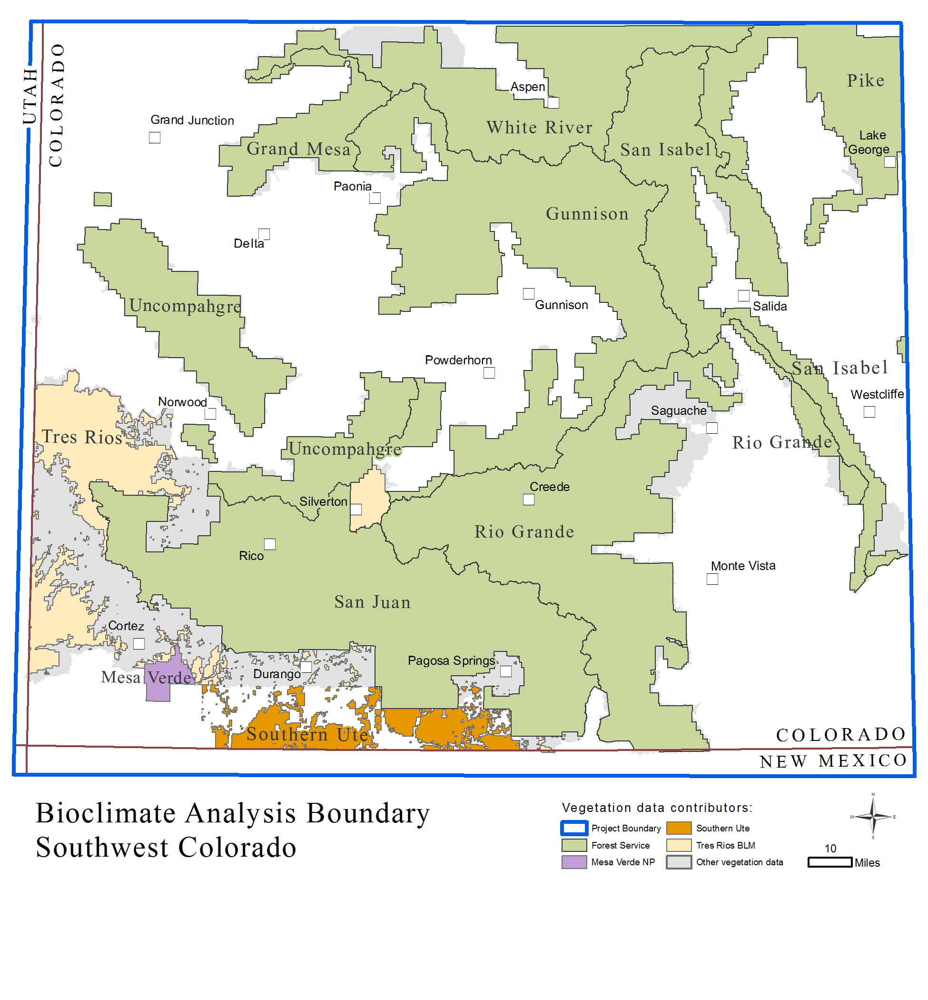 UTAH
COLORADO
Pike
Aspen
Grand Junction
White River
Lake
George
Grand Mesa
San Isabel
Paonia
Gunnison
Delta
Uncompahgre
Gunnison
Salida
Powderhorn
San Isabel
Westcliffe
Norwood
Saguache
Tres Rios
Uncompahgre
Rio Grande
Creede
Silverton
Rio Grande
Rico
Monte Vista
San Juan
Cortez
Pagosa Springs
Durango
Mesa Verde
Southern Ute
COLORADO
NEW MEXICO
Bioclimate Analysis Boundary
Southwest Colorado
Vegetation data contributors:
Project Boundary
Southern Ute
Forest Service
Tres Rios BLM
Mesa Verde NP
Other vegetation data
N
W
E
S
10
Miles